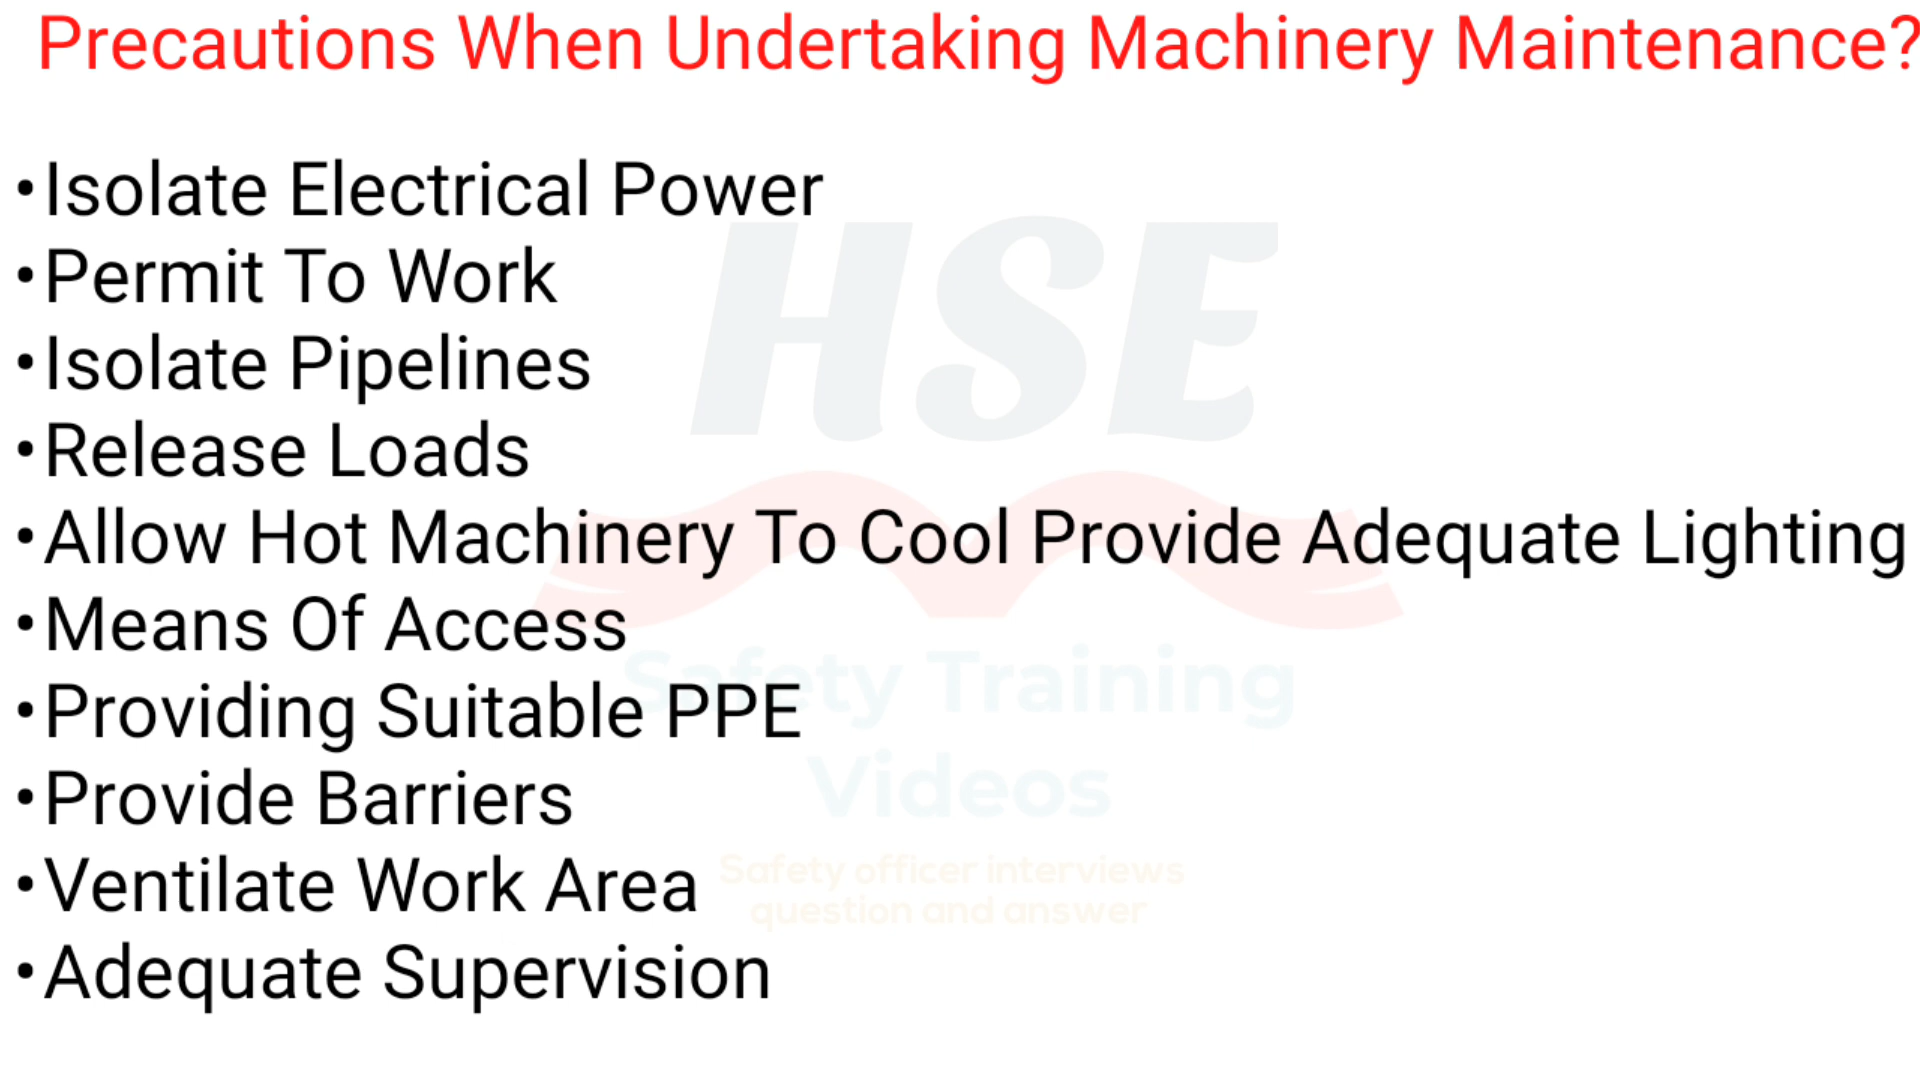 Precautions When Undertaking Machinery Maintenance?
•Isolate Electrical Power
•Permit To Work
•Isolate Pipelines
•Release Loads
•Allow Hot Machinery To Cool Provide Adequate Lighting
•Means Of Access
•Providing Suitable PPE
•Provide Barriers
•Ventilate Work Area
•Adequate Supervision
HSE
Safety Training
Videos
Safety officer interviews
question and answer